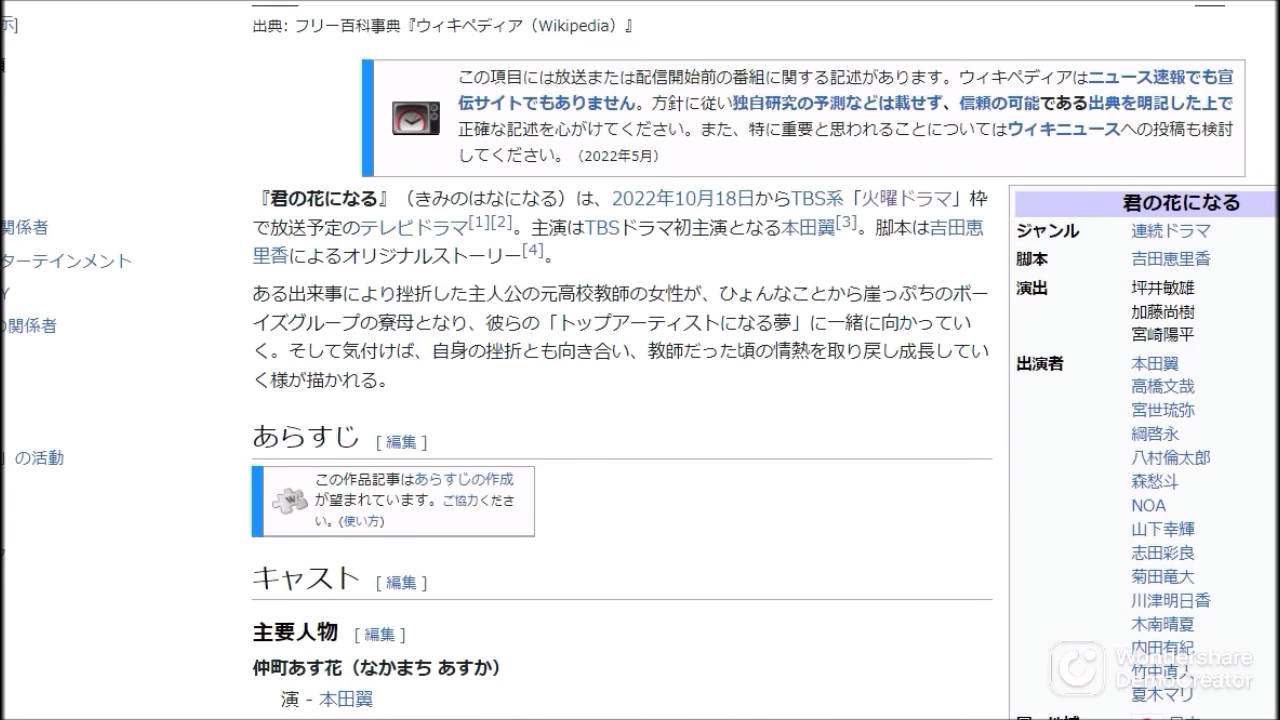 示]
出典: フリー百科事典『ウィキペディア（Wikipedia）』
この項目には放送または配信開始前の番組に関する記述があります。ウィキペディアはニュース速報でも宣
伝サイトでもありません。方針に従い独自研究の予測などは載せず、信頼の可能である出典を明記した上で
正確な記述を心がけてください。また、特に重要と思われることについてはウィキニュースへの投稿も検討
してください。（2022年5月）
『君の花になる』（きみのはなになる）は、2022年10月18日からTBS系「火曜ドラマ」枠
で放送予定のテレビドラマ[1][2]。主演はTBSドラマ初主演となる本田翼[3]。脚本は吉田恵
里香によるオリジナルストーリー[4]。
ある出来事により挫折した主人公の元高校教師の女性が、ひょんなことから崖っぷちのボー
イズグループの寮母となり、彼らの「トップアーティストになる夢」に一緒に向かってい
く。そして気付けば、自身の挫折とも向き合い、教師だった頃の情熱を取り戻し成長してい
く様が描かれる。
あらすじ [ 編集 ]
この作品記事はあらすじの作成
が望まれています。ご協力くださ
い。(使い方)
キャスト [ 編集 ]
主要人物 [ 編集 ]
仲町あす花（なかまち あすか）
演 - 本田翼
関係者
ターテインメント
Y
の関係者
」の活動
君の花になる
ジャンル 連続ドラマ
脚本 吉田恵里香
演出 坪井敏雄
加藤尚樹
宮崎陽平
出演者 本田翼
高橋文哉
宮世琉弥
綱啓永
八村倫太郎
森愁斗
NOA
山下幸輝
志田彩良
菊田竜大
川津明日香
木南晴夏
内田有紀
竹中直人
夏木マリ
Wondershare
DemoCreator